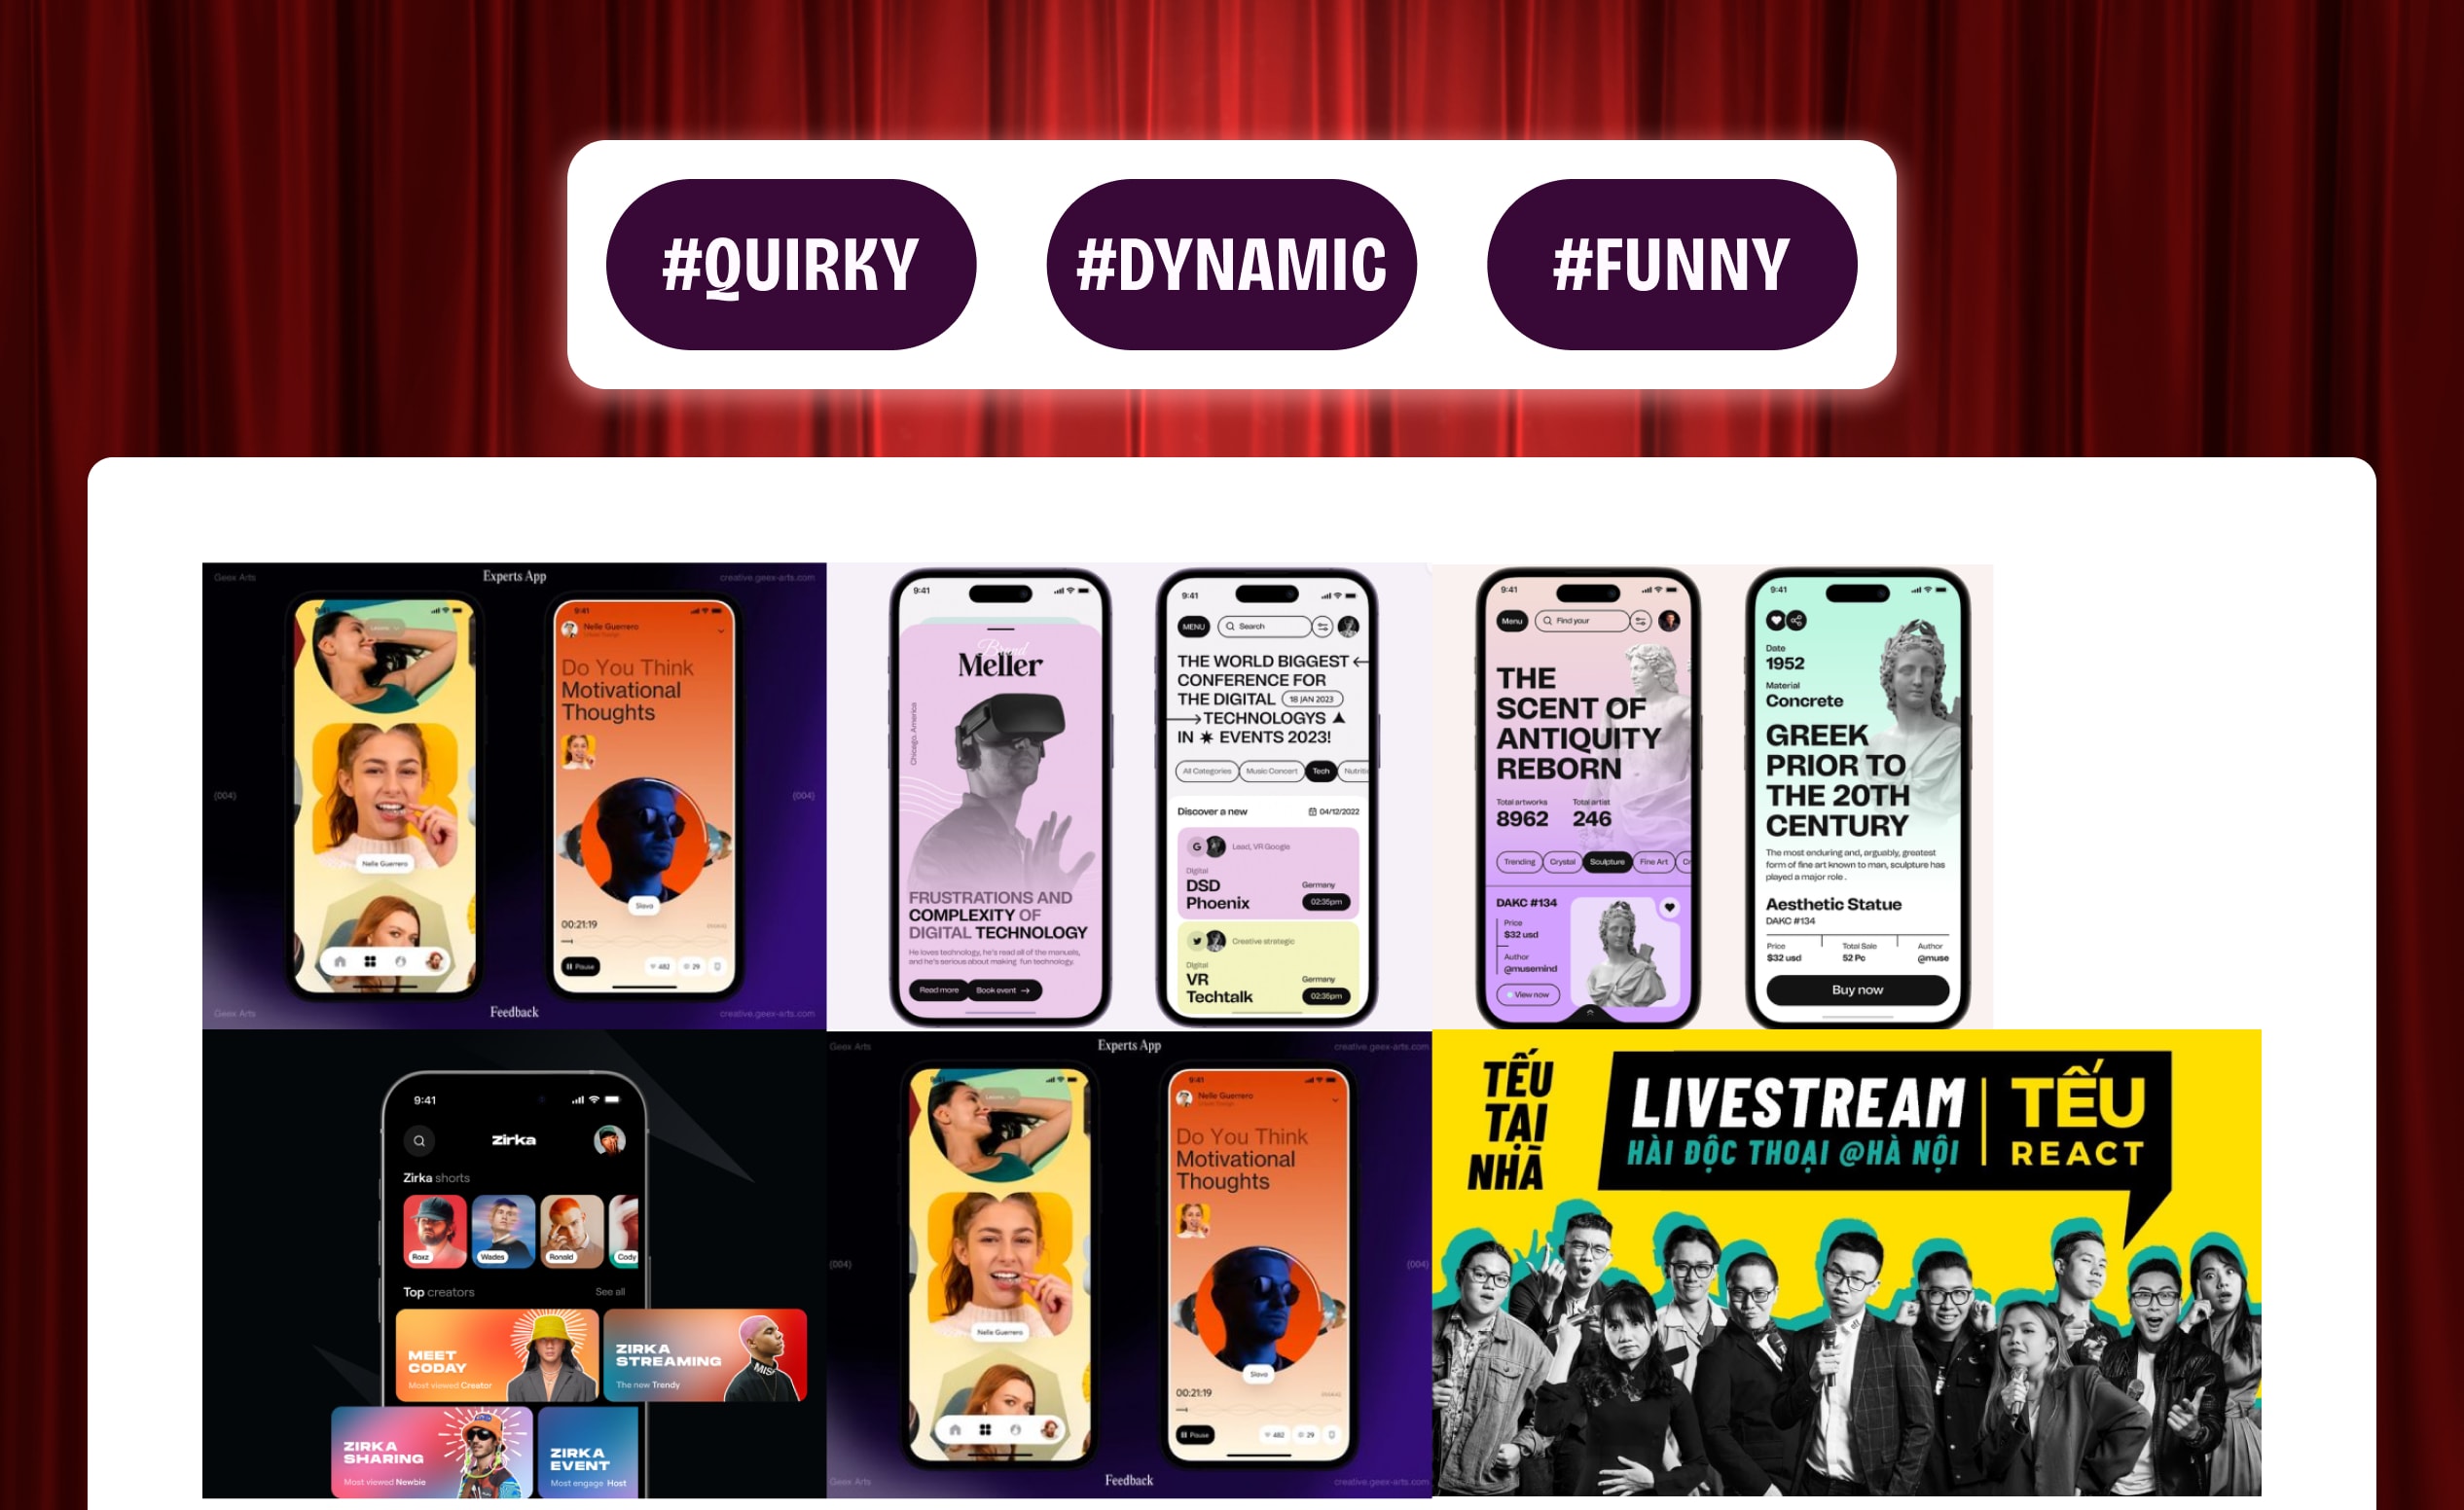 #QUIRKY
#DYNAMIC
#FUNNY
Geex Arts
Experts App
creative.geex-arts.com
Lessons
{004}
Nelle Guerrero
9:41
Nelle Guerrero
Do You Think
Motivational
Thoughts
Slava
00:21:19
Pause
482
29
{004}
Geex Arts
Feedback
creative.geex-arts.com
9:41
Brand
Meller
Chicago, America
FRUSTRATIONS AND
COMPLEXITY OF
DIGITAL TECHNOLOGY
He loves technology, he's read all of the manuals,
and he's serious about making fun technology.
Read more
Book event
9:41
MENU
Search
THE WORLD BIGGEST
CONFERENCE FOR
THE DIGITAL 18 JAN 2023
TECHNOLOGYS
IN EVENTS 2023!
All Categories
Music Concert
Tech
Discover a new
04/12/2022
G
Lead, VR Google
Digital
DSD
Phoenix
Germany
02:35pm
Creative strategic
Digital
VR
Techtalk
Germany
02:35pm
9:41
Menu
Find your
THE
SCENT OF
ANTIQUITY
REBORN
Total artworks
8962
Total artist
246
Trending
Crystal
Sculpture
Fine Art
DAKC #134
Price
$32 usd
Author
@musemind
View now
9:41
Date
1952
Material
Concrete
GREEK
PRIOR TO
THE 20TH
CENTURY
The most enduring and, arguably, greatest
form of fine art known to man, sculpture has
played a major role .
Aesthetic Statue
DAKC #134
Price
$32 usd
Total Sale
52 Pc
Author
@muse
Buy now
9:41
zirka
Zirka shorts
Roxz
Wades
Ronald
Cody
Top creators
See all
MEET
CODAY
Most viewed Creator
ZIRKA
STREAMING
The new Trendy
ZIRKA
SHARING
Most viewed Newbie
ZIRKA
EVENT
Most engage Host
Geex Arts
Experts App
creative.geex-arts.com
Lessons
{004}
Nelle Guerrero
9:41
Nelle Guerrero
Do You Think
Motivational
Thoughts
Slava
00:21:19
Pause
482
29
{004}
Geex Arts
Feedback
creative.geex-arts.com
TẾU
TẠI
NHÀ
LIVESTREAM
HÀI ĐỘC THOẠI @HÀ NỘI
TẾU
REACT